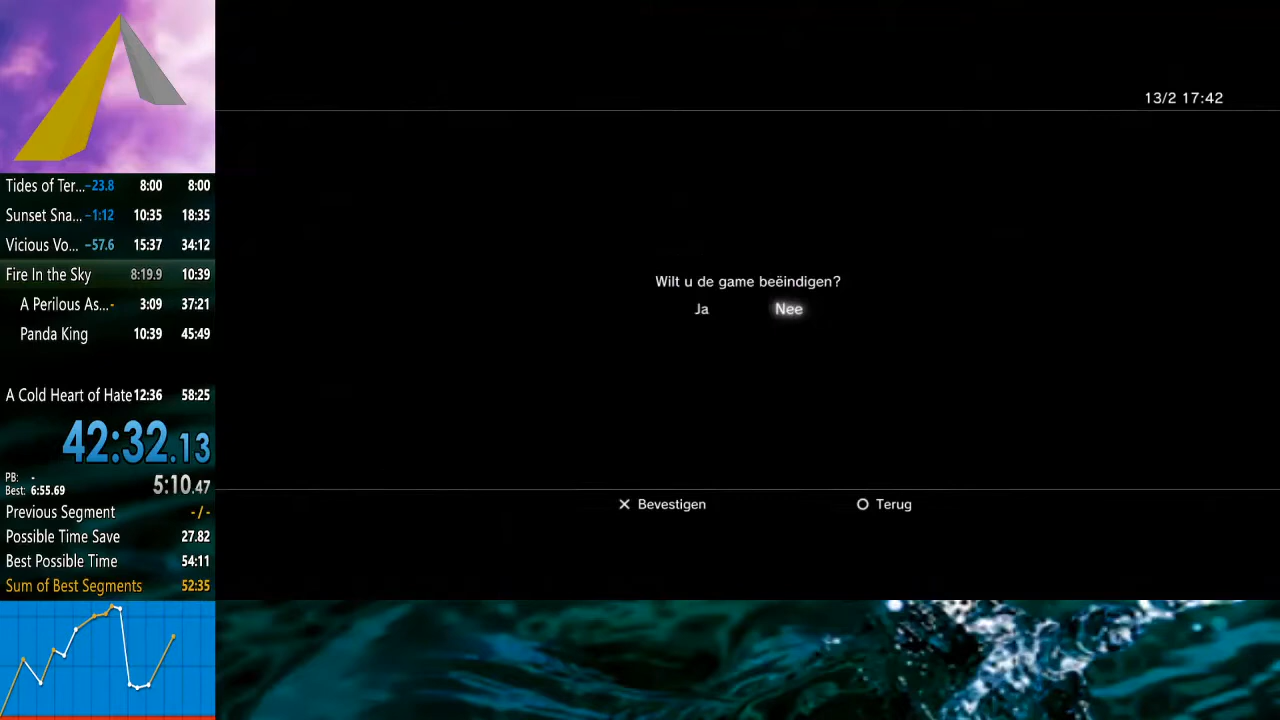 13/2 17:42
Tides of Ter... -23.8 8:00 8:00
Sunset Sna... -1:12 10:35 18:35
Vicious Vo... -57.6 15:37 34:12
Fire In the Sky 8:19.9 10:39
A Perilous As... - 3:09 37:21
Panda King 10:39 45:49
A Cold Heart of Hate 12:36 58:25
42:32.13
PB: -
Best: 6:55.69
5:10.47
Previous Segment - / -
Possible Time Save 27.82
Best Possible Time 54:11
Sum of Best Segments 52:35
Wilt u de game beëindigen?
Ja Nee
X Bevestigen O Terug